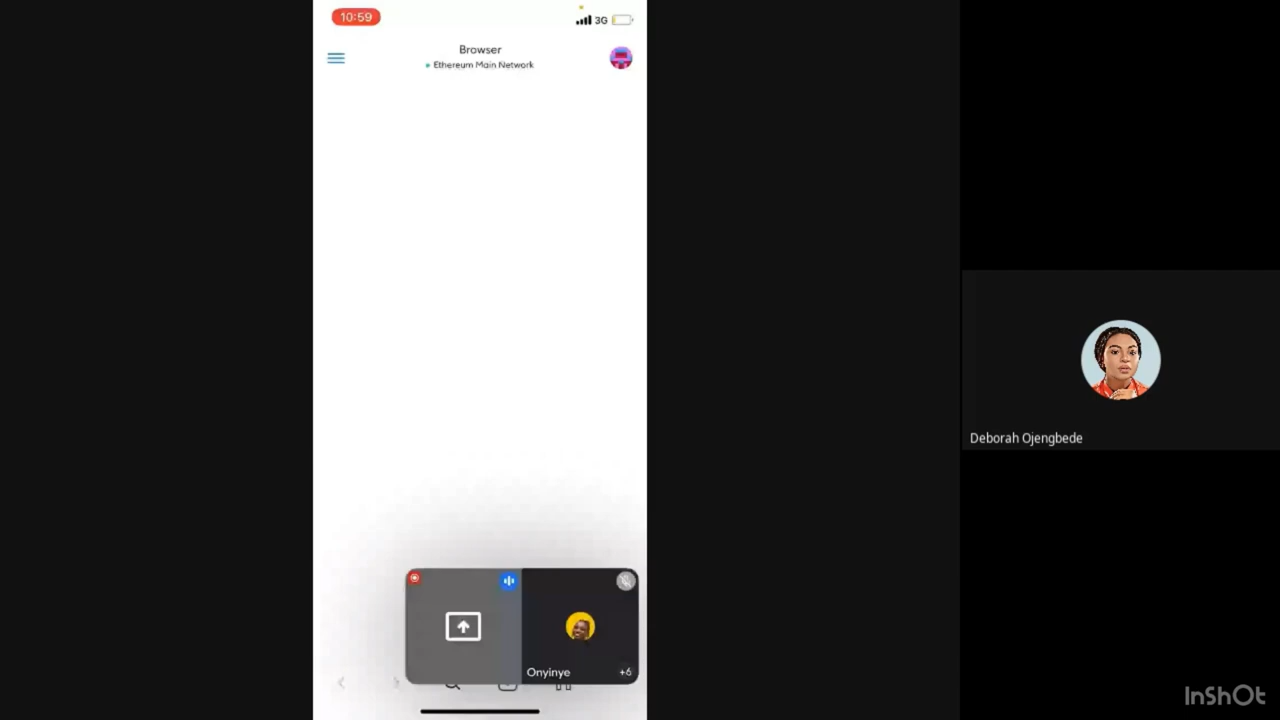 10:59
3G
Browser
Ethereum Main Network
Onyinye
+6
Deborah Ojengbede
InShOt